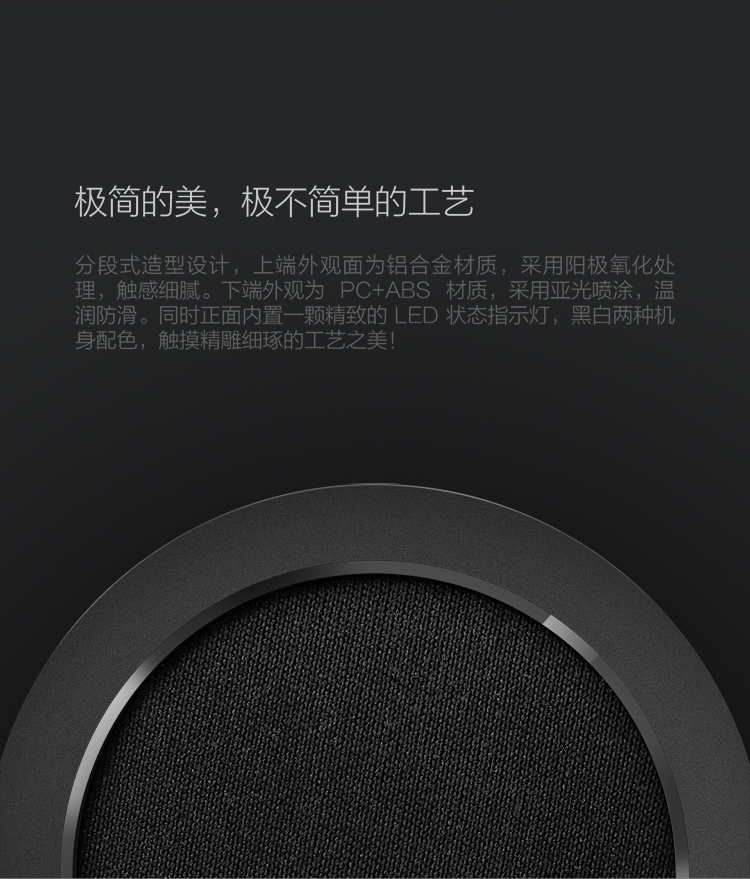 极简的美，极不简单的工艺
分段式造型设计，上端外观面为铝合金材质，采用阳极氧化处
理，触感细腻。下端外观为 PC+ABS 材质，采用亚光喷涂，温
润防滑。同时正面内置一颗精致的 LED 状态指示灯，黑白两种机
身配色，触摸精雕细琢的工艺之美！